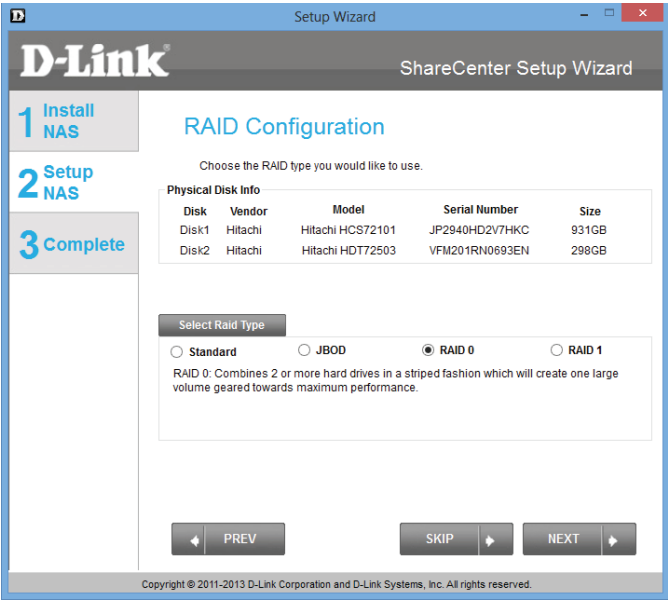 D Setup Wizard
D-Link®
ShareCenter Setup Wizard
1 Install NAS
2 Setup NAS
3 Complete
RAID Configuration
Choose the RAID type you would like to use.
Physical Disk Info
Disk Vendor Model Serial Number Size
Disk1 Hitachi Hitachi HCS72101 JP2940HD2V7HKC 931GB
Disk2 Hitachi Hitachi HDT72503 VFM201RN0693EN 298GB
Select Raid Type
Standard JBOD RAID 0 RAID 1
RAID 0: Combines 2 or more hard drives in a striped fashion which will create one large
volume geared towards maximum performance.
PREV SKIP NEXT
Copyright © 2011-2013 D-Link Corporation and D-Link Systems, Inc. All rights reserved.